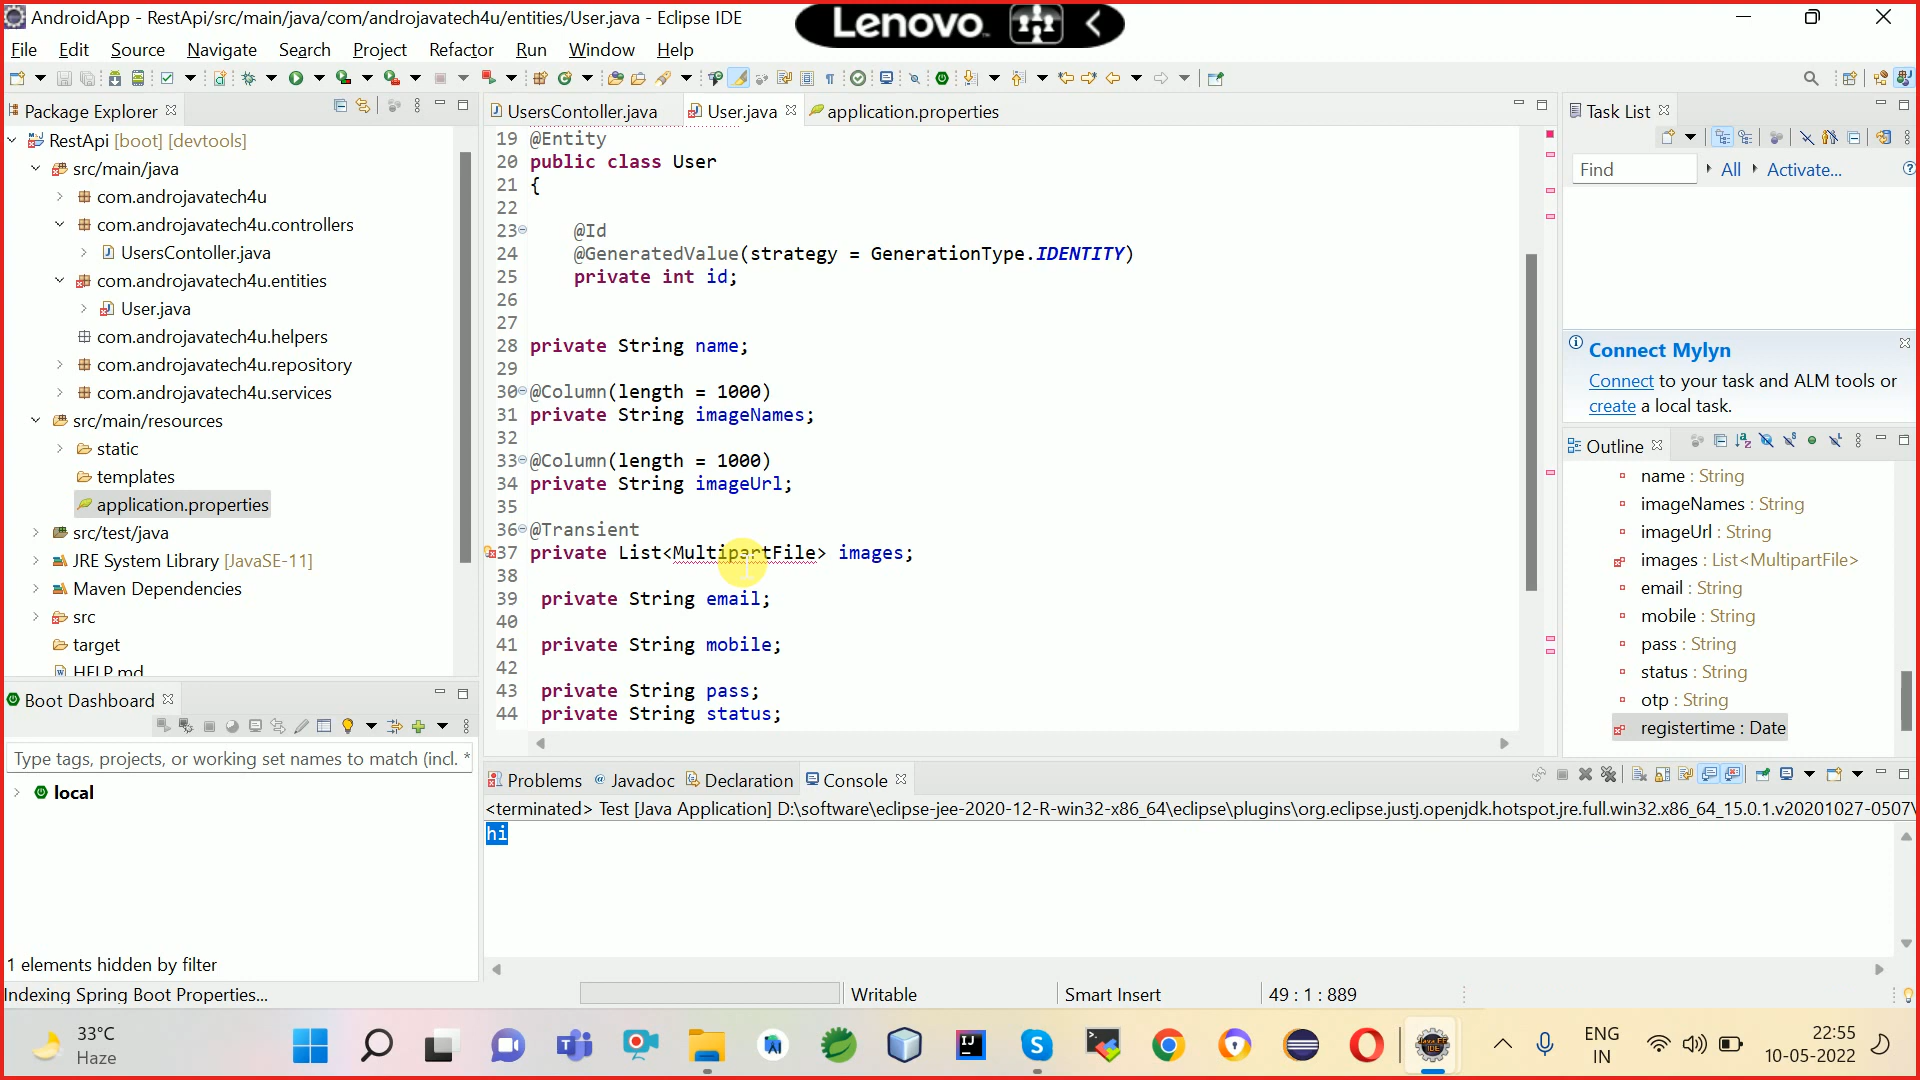 AndroidApp - RestApi/src/main/java/com/androjavatech4u/entities/User.java - Eclipse IDE
Lenovo
File Edit Source Navigate Search Project Refactor Run Window Help
Package Explorer
RestApi [boot] [devtools]
src/main/java
com.androjavatech4u
com.androjavatech4u.controllers
UsersContoller.java
com.androjavatech4u.entities
User.java
com.androjavatech4u.helpers
com.androjavatech4u.repository
com.androjavatech4u.services
src/main/resources
static
templates
application.properties
src/test/java
JRE System Library [JavaSE-11]
Maven Dependencies
src
target
HELP.md
Boot Dashboard
Type tags, projects, or working set names to match (incl. *
local
1 elements hidden by filter
UsersContoller.java User.java application.properties
19 @Entity
20 public class User
21 {
22
23 @Id
24 @GeneratedValue(strategy = GenerationType.IDENTITY)
25 private int id;
26
27
28 private String name;
29
30 @Column(length = 1000)
31 private String imageNames;
32
33 @Column(length = 1000)
34 private String imageUrl;
35
36 @Transient
37 private List<MultipartFile> images;
38
39 private String email;
40
41 private String mobile;
42
43 private String pass;
44 private String status;
Problems Javadoc Declaration Console
<terminated> Test [Java Application] D:\software\eclipse-jee-2020-12-R-win32-x86_64\eclipse\plugins\org.eclipse.justj.openjdk.hotspot.jre.full.win32.x86_64_15.0.1.v20201027-0507\
hi
Task List
Find All Activate...
Connect Mylyn
Connect to your task and ALM tools or
create a local task.
Outline
name : String
imageNames : String
imageUrl : String
images : List<MultipartFile>
email : String
mobile : String
pass : String
status : String
otp : String
registertime : Date
Indexing Spring Boot Properties...
Writable Smart Insert 49 : 1 : 889
33°C
Haze
ENG
IN
22:55
10-05-2022